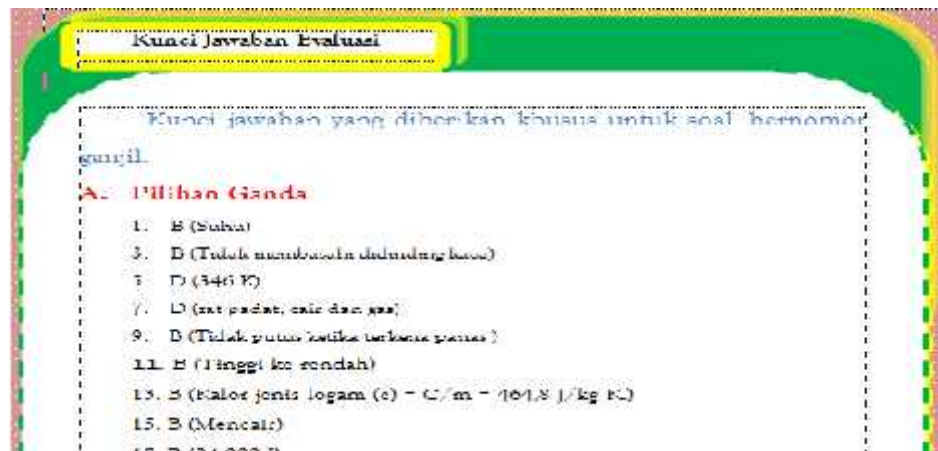 Kunci Jawaban Evaluasi
Kunci jawaban yang diberikan khusus untuk soal bernomor
ganjil.
A. Pilihan Ganda
1. B (Suhu)
3. B (Tidak membasahi dinding kaca)
5. D (346 K)
7. D (zat padat, cair dan gas)
9. B (Tidak putus ketika terkena panas)
11. B (Tinggi ke rendah)
13. B (Kalor jenis logam (c) = C/m = 464,8 J/kg K)
15. B (Mencair)